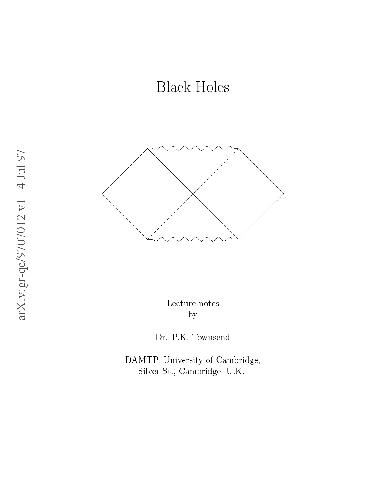 Black Holes
arXiv:gr-qc/9707012 v1 4 Jul 97
Lecture notes
by
Dr. P.K. Townsend
DAMTP, University of Cambridge,
Silver St., Cambridge, U.K.